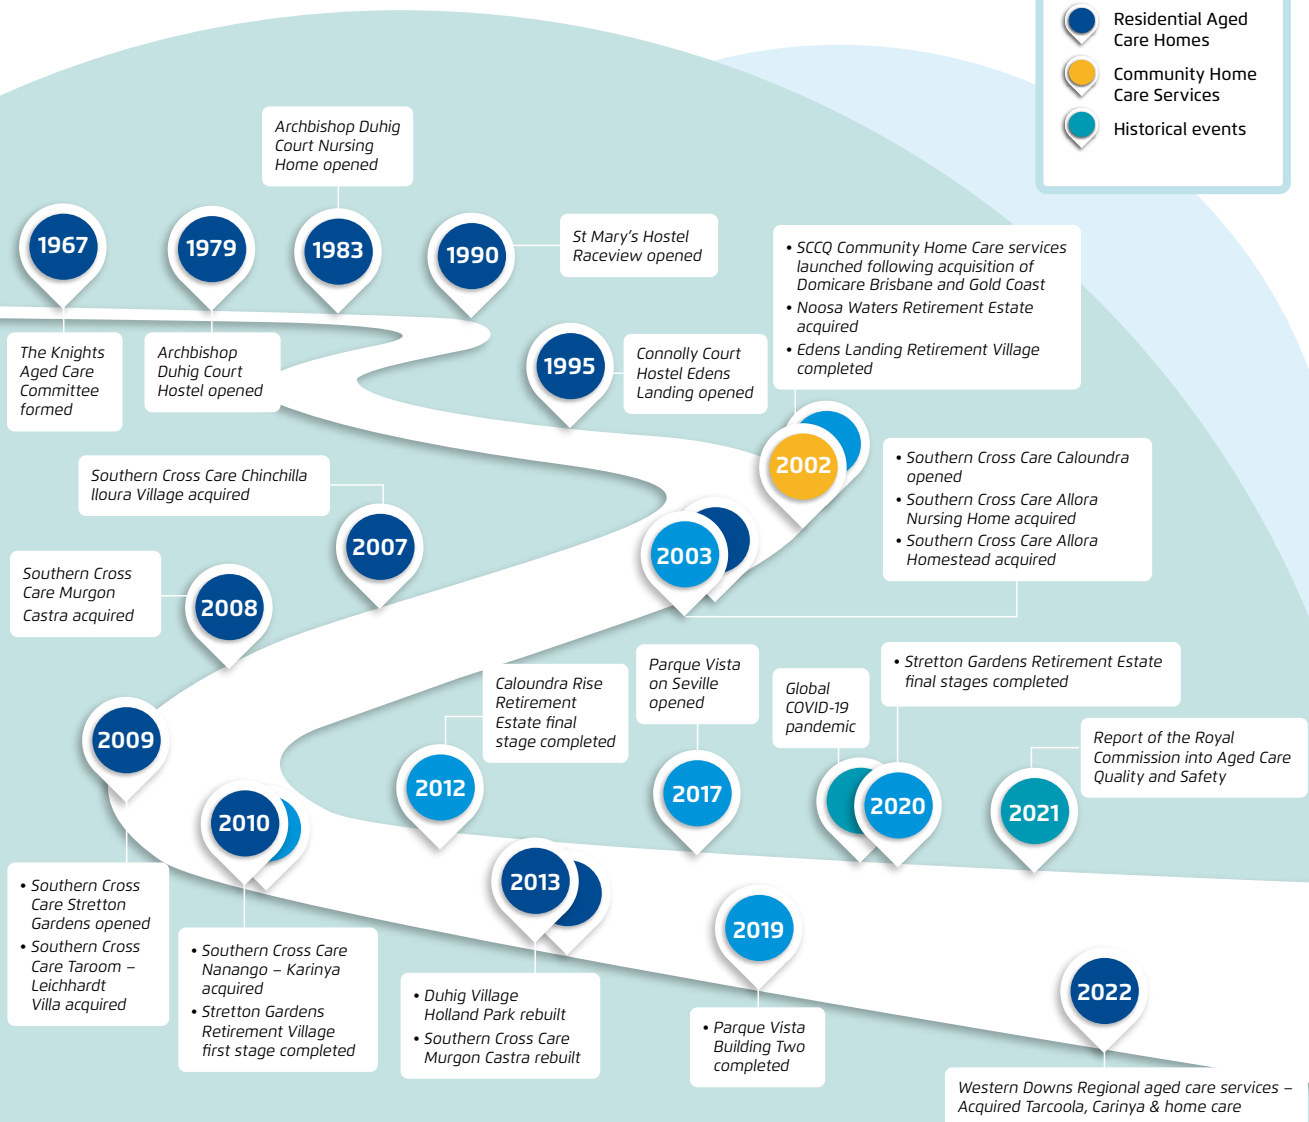 Residential Aged
Care Homes
Community Home
Care Services
Historical events
1967
The Knights
Aged Care
Committee
formed
1979
Archbishop
Duhig Court
Hostel opened
Archbishop Duhig
Court Nursing
Home opened
1983
1990
St Mary's Hostel
Raceview opened
1995
Connolly Court
Hostel Edens
Landing opened
• SCCQ Community Home Care services
launched following acquisition of
Domicare Brisbane and Gold Coast
• Noosa Waters Retirement Estate
acquired
• Edens Landing Retirement Village
completed
2002
2003
• Southern Cross Care Caloundra
opened
• Southern Cross Care Allora
Nursing Home acquired
• Southern Cross Care Allora
Homestead acquired
Southern Cross Care Chinchilla
Illoura Village acquired
2007
Southern Cross
Care Murgon
Castra acquired
2008
2009
• Southern Cross
Care Stretton
Gardens opened
• Southern Cross
Care Taroom –
Leichhardt
Villa acquired
2010
• Southern Cross Care
Nanango – Karinya
acquired
• Stretton Gardens
Retirement Village
first stage completed
Caloundra Rise
Retirement
Estate final
stage completed
2012
2013
• Duhig Village
Holland Park rebuilt
• Southern Cross Care
Murgon Castra rebuilt
Parque Vista
on Seville
opened
2017
2019
• Parque Vista
Building Two
completed
Global
COVID-19
pandemic
• Stretton Gardens Retirement Estate
final stages completed
2020
Report of the Royal
Commission into Aged Care
Quality and Safety
2021
2022
Western Downs Regional aged care services –
Acquired Tarcoola, Carinya & home care